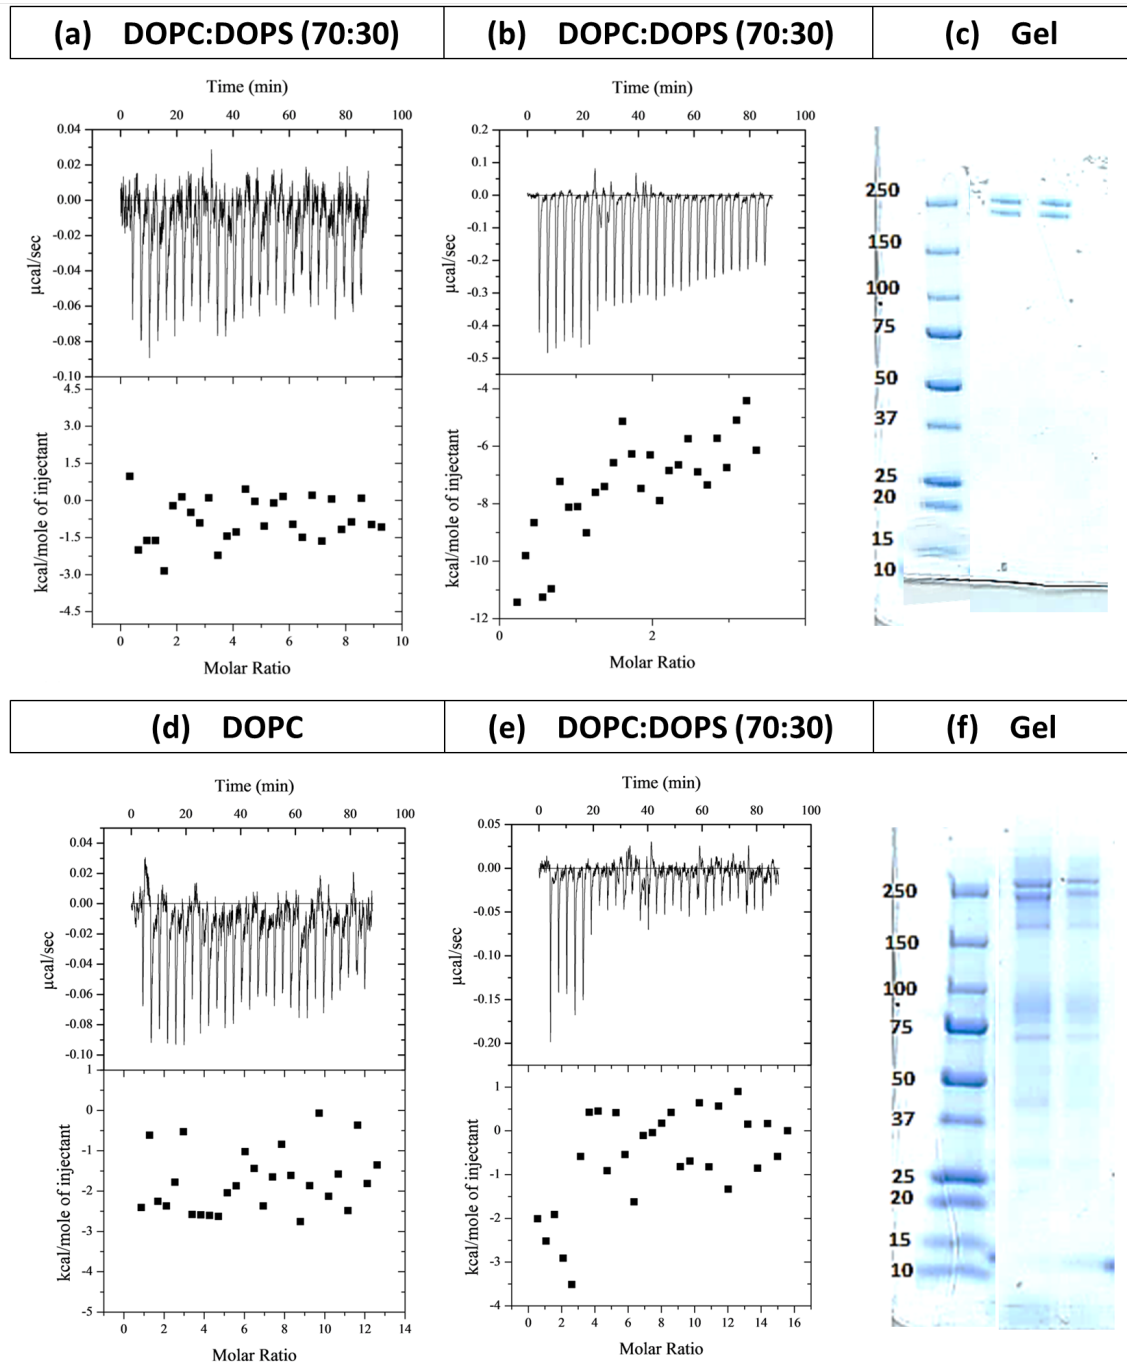 (a) DOPC:DOPS (70:30)
(b) DOPC:DOPS (70:30)
(c) Gel
Time (min)
0 20 40 60 80 100
0.04
0.02
0.00
-0.02
-0.04
-0.06
-0.08
-0.10
µcal/sec
4.5
3.0
1.5
0.0
-1.5
-3.0
-4.5
kcal/mole of injectant
0 2 4 6 8 10
Molar Ratio
Time (min)
0 20 40 60 80 100
0.2
0.1
0.0
-0.1
-0.2
-0.3
-0.4
-0.5
µcal/sec
-4
-6
-8
-10
-12
kcal/mole of injectant
0 2
Molar Ratio
250
150
100
75
50
37
25
20
15
10
(d) DOPC
(e) DOPC:DOPS (70:30)
(f) Gel
Time (min)
0 20 40 60 80 100
0.04
0.02
0.00
-0.02
-0.04
-0.06
-0.08
-0.10
µcal/sec
1
0
-1
-2
-3
-4
-5
kcal/mole of injectant
0 2 4 6 8 10 12 14
Molar Ratio
Time (min)
0 20 40 60 80 100
0.05
0.00
-0.05
-0.10
-0.15
-0.20
µcal/sec
1
0
-1
-2
-3
-4
kcal/mole of injectant
0 2 4 6 8 10 12 14 16
Molar Ratio
250
150
100
75
50
37
25
20
15
10